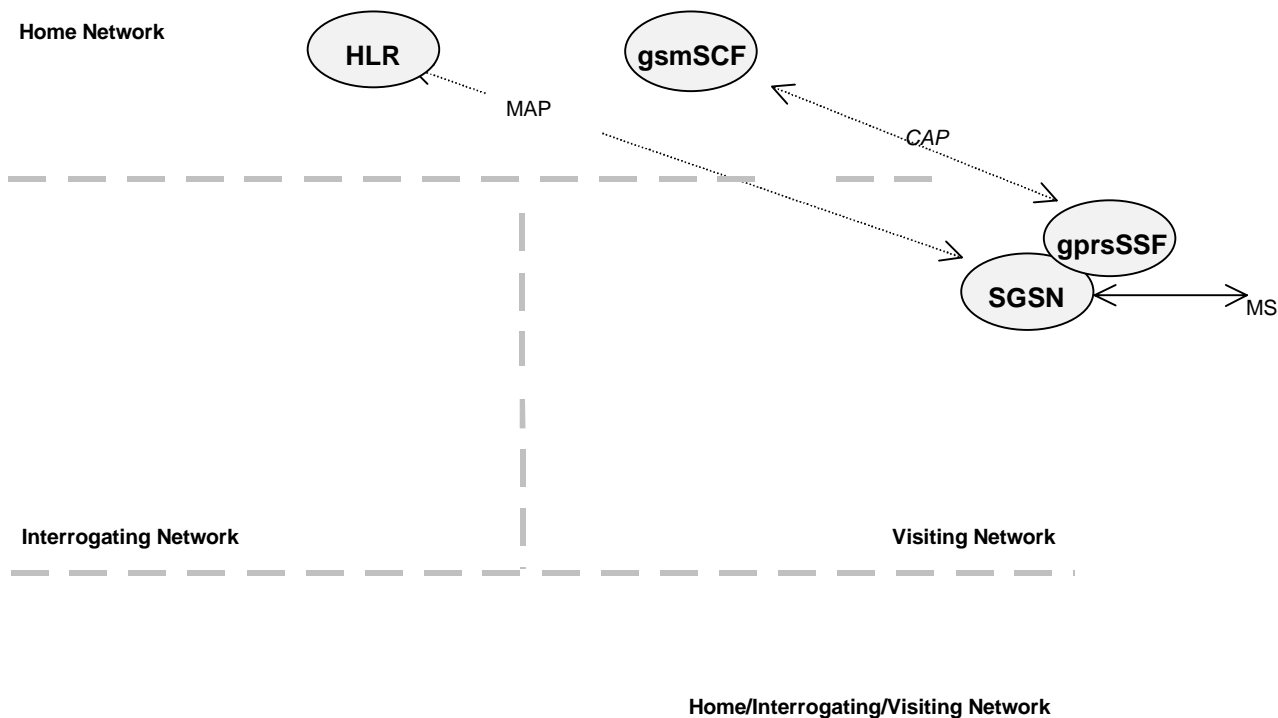 Home Network
HLR
gsmSCF
MAP
CAP
gprsSSF
SGSN
MS
Interrogating Network
Visiting Network
Home/Interrogating/Visiting Network